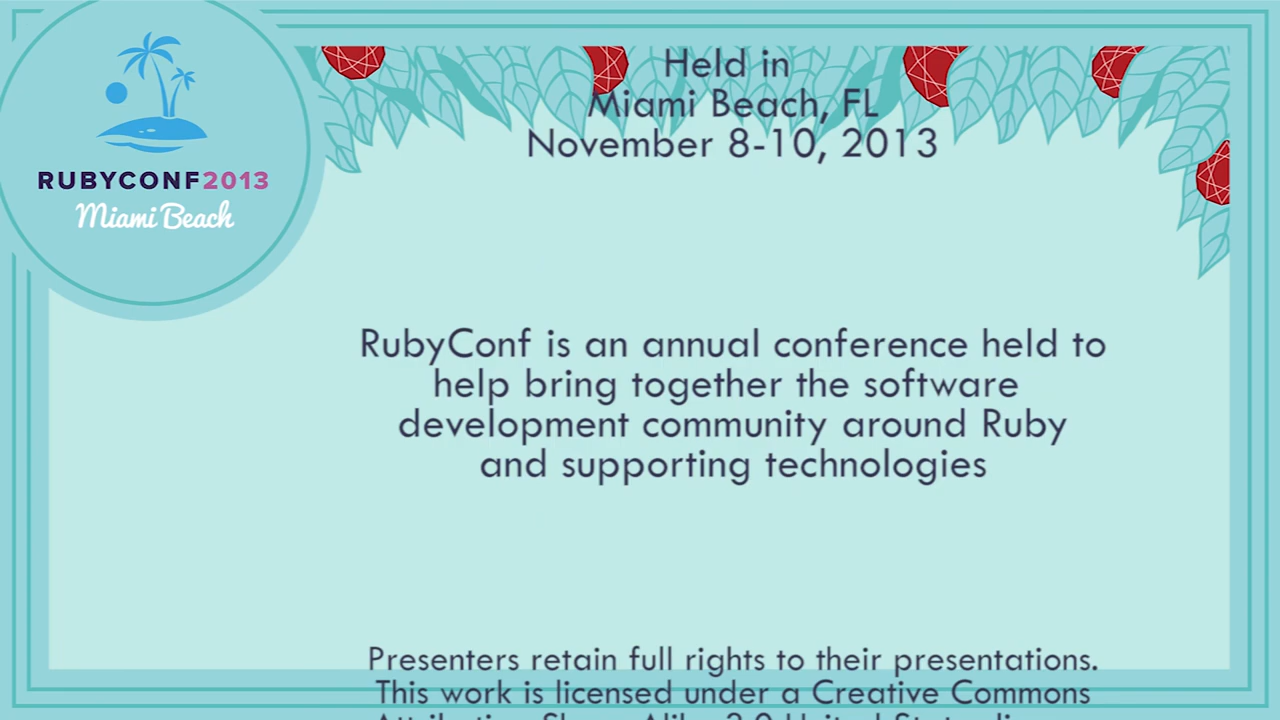 RUBYCONF2013
Miami Beach
Held in
Miami Beach, FL
November 8-10, 2013
RubyConf is an annual conference held to
help bring together the software
development community around Ruby
and supporting technologies
Presenters retain full rights to their presentations.
This work is licensed under a Creative Commons